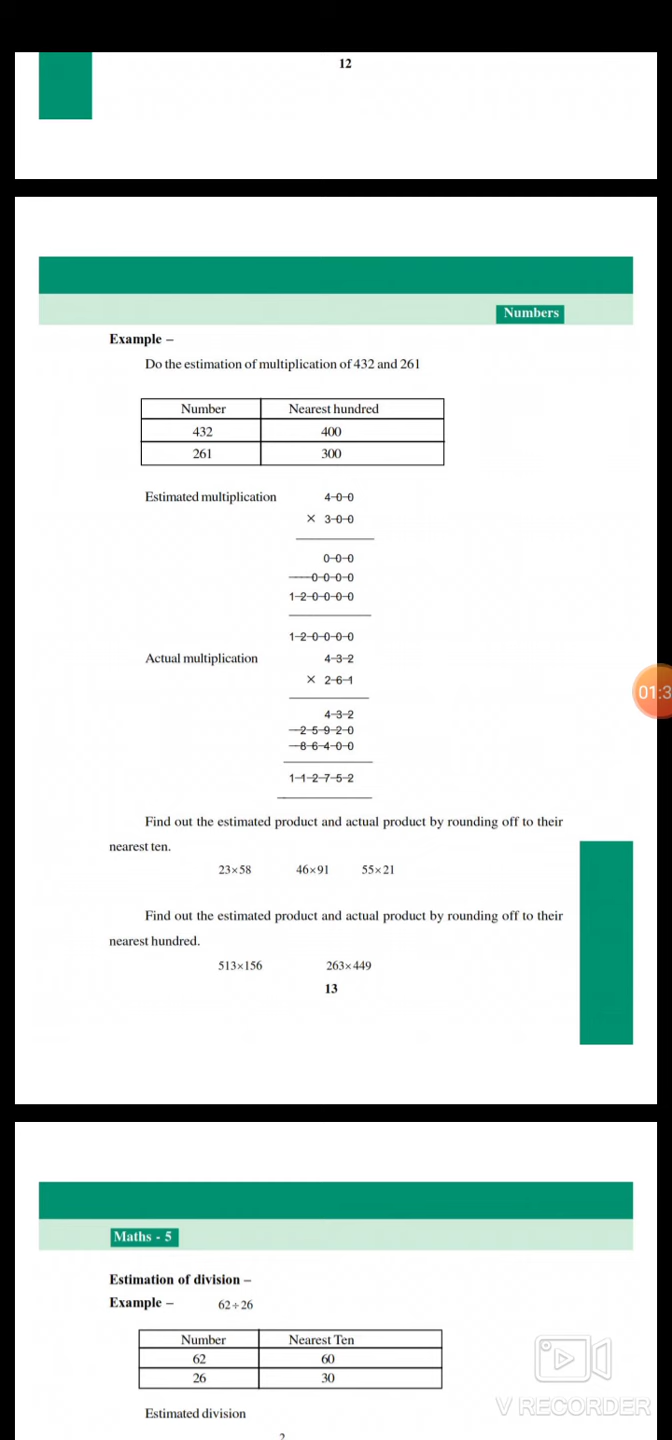 12
Numbers
Example –
Do the estimation of multiplication of 432 and 261
Number Nearest hundred
432 400
261 300
Estimated multiplication 4-0-0
× 3-0-0
0-0-0
0-0-0-0
1-2-0-0-0-0
1-2-0-0-0-0
Actual multiplication 4-3-2
× 2-6-1
4-3-2
-2-5-9-2-0
-8-6-4-0-0
1-1-2-7-5-2
Find out the estimated product and actual product by rounding off to their
nearest ten.
23×58 46×91 55×21
Find out the estimated product and actual product by rounding off to their
nearest hundred.
513×156 263×449
13
01:3
Maths - 5
Estimation of division –
Example – 62÷26
Number Nearest Ten
62 60
26 30
Estimated division
2
V RECORDER